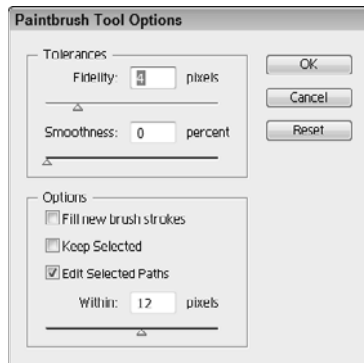 Paintbrush Tool Options
Tolerances
Fidelity: 4 pixels
Smoothness: 0 percent
OK
Cancel
Reset
Options
Fill new brush strokes
Keep Selected
Edit Selected Paths
Within: 12 pixels